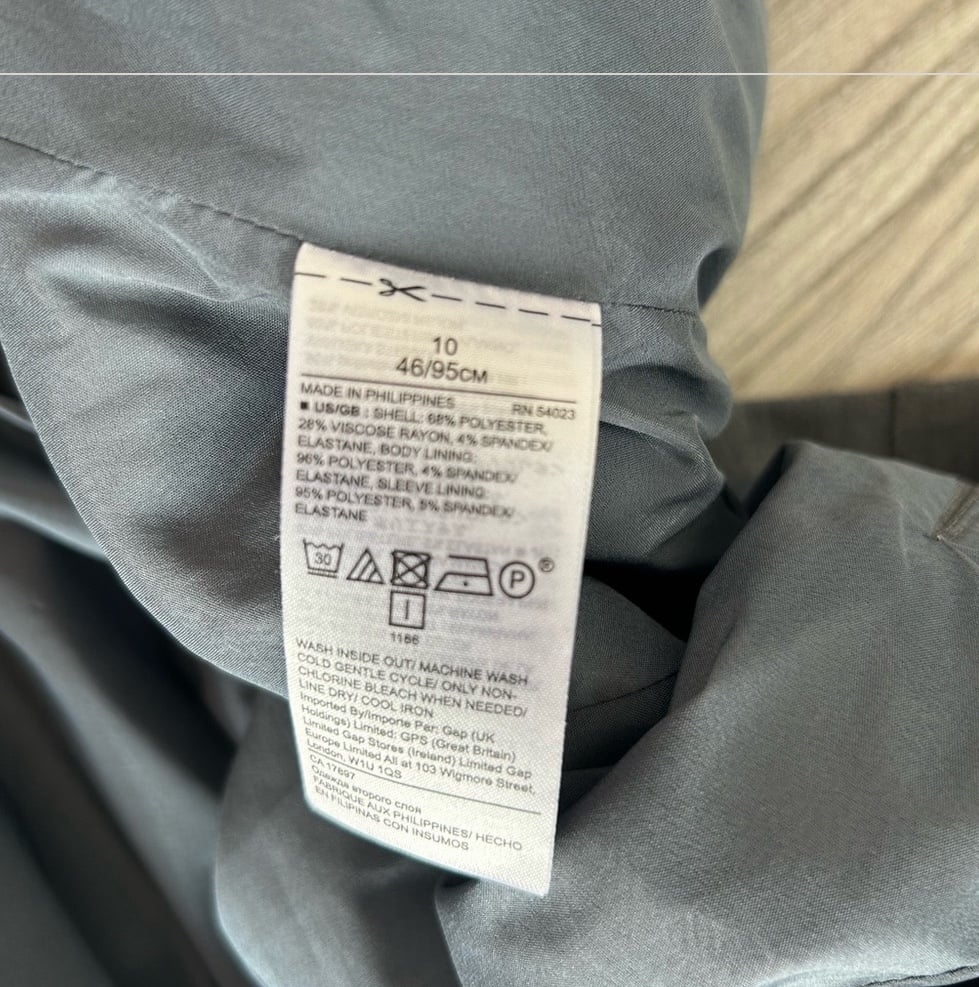 10
46/95CM
MADE IN PHILIPPINES RN 54023
■ US/GB : SHELL: 68% POLYESTER,
28% VISCOSE RAYON, 4% SPANDEX/
ELASTANE, BODY LINING:
96% POLYESTER, 4% SPANDEX/
ELASTANE, SLEEVE LINING:
95% POLYESTER, 5% SPANDEX/
ELASTANE
30 P ®
1166
WASH INSIDE OUT/ MACHINE WASH
COLD GENTLE CYCLE/ ONLY NON-
CHLORINE BLEACH WHEN NEEDED/
LINE DRY/ COOL IRON
Imported By/Importe Par: Gap (UK
Holdings) Limited: GPS (Great Britain)
Limited Gap Stores (Ireland) Limited Gap
Europe Limited All at 103 Wigmore Street,
London, W1U 1QS
CA 17897
Одежда второго слоя
FABRIQUE AUX PHILIPPINES/ HECHO
EN FILIPINAS CON INSUMOS